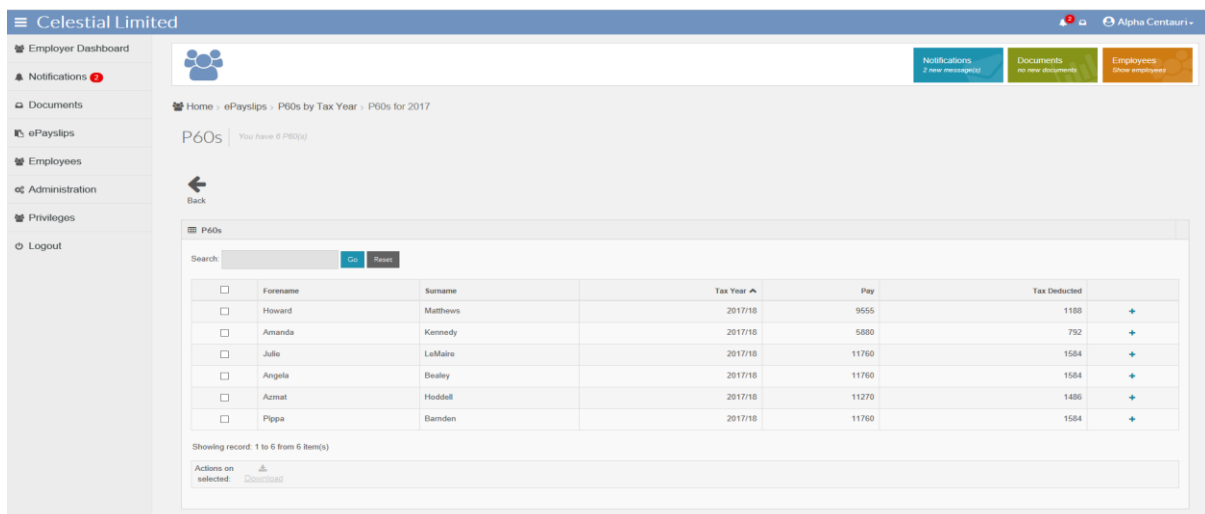 Celestial Limited
2
Alpha Centauri
Employer Dashboard
Notifications 2
Documents
ePayslips
Employees
Administration
Privileges
Logout
Notifications
2 new message(s)
Documents
no new documents
Employees
Show employees
Home > ePayslips > P60s by Tax Year > P60s for 2017
P60s You have 6 P60(s)
Back
P60s
Search: Go Reset
Forename Surname Tax Year Pay Tax Deducted
Howard Matthews 2017/18 9555 1188 +
Amanda Kennedy 2017/18 5880 792 +
Julie LeMaire 2017/18 11760 1584 +
Angela Bealey 2017/18 11760 1584 +
Azmat Hoddell 2017/18 11270 1486 +
Pippa Barnden 2017/18 11760 1584 +
Showing record: 1 to 6 from 6 item(s)
Actions on
selected: Download